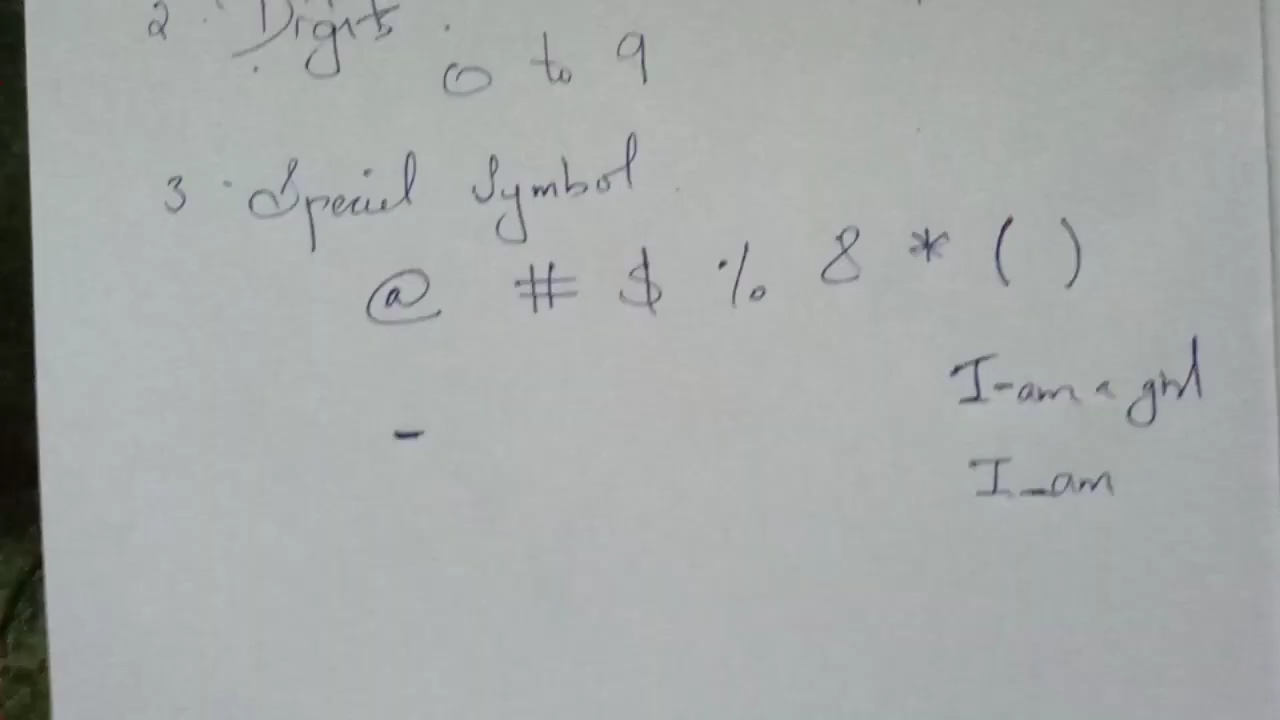 2. Digits.
0 to 9
3. Special Symbol.
@ # $ % & * ( )
I-am a girl
-
I_am